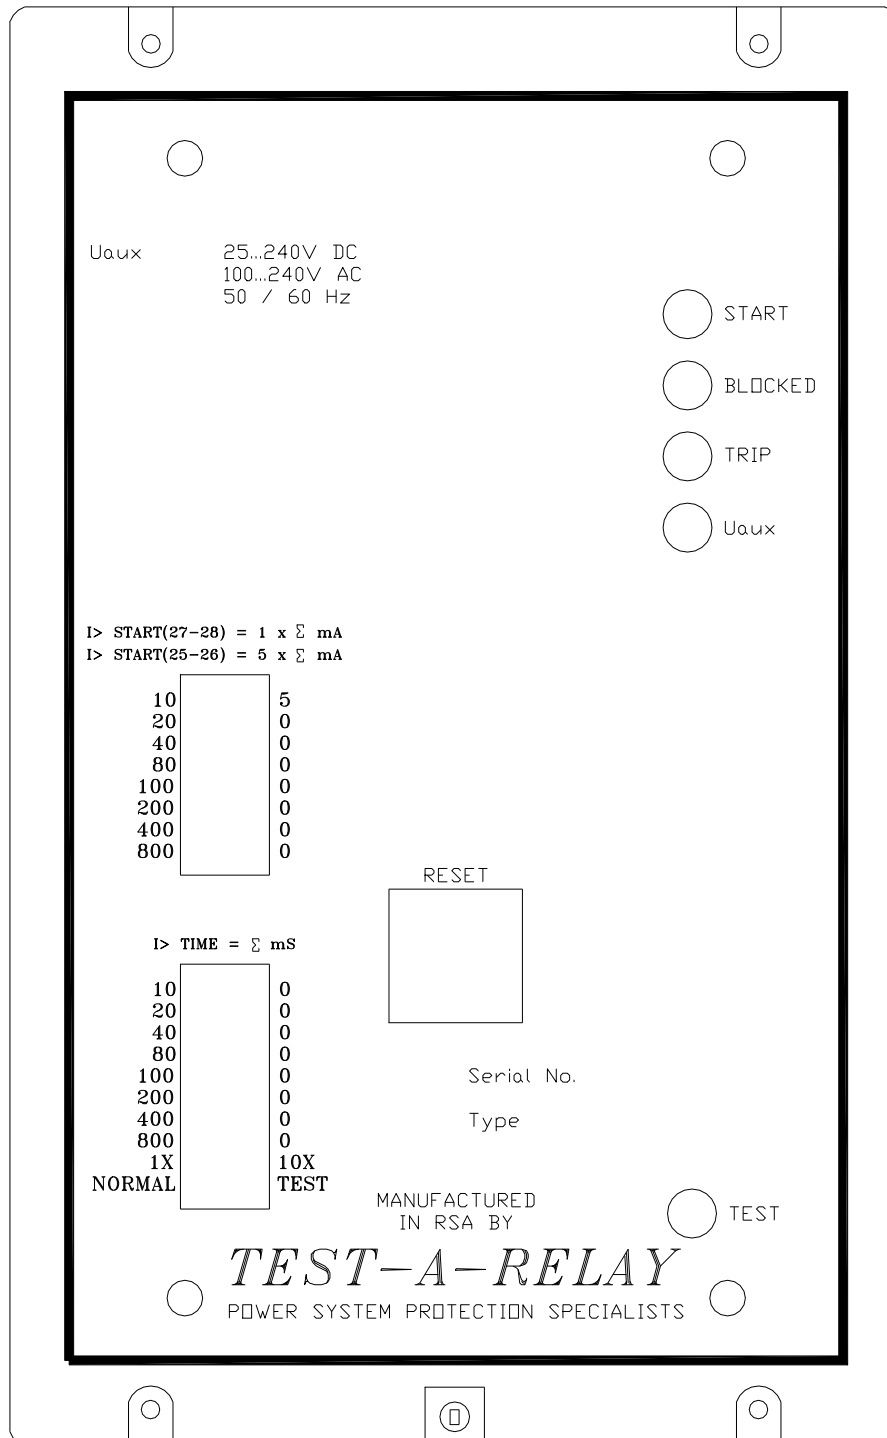 Uaux 25...240V DC
100...240V AC
50 / 60 Hz
START
BLOCKED
TRIP
Uaux
I> START(27-28) = 1 x Σ mA
I> START(25-26) = 5 x Σ mA
10 5
20 0
40 0
80 0
100 0
200 0
400 0
800 0
RESET
I> TIME = Σ mS
10 0
20 0
40 0
80 0
100 0
200 0
400 0
800 0
1X 10X
NORMAL TEST
Serial No.
Type
MANUFACTURED
IN RSA BY
TEST
TEST-A-RELAY
POWER SYSTEM PROTECTION SPECIALISTS